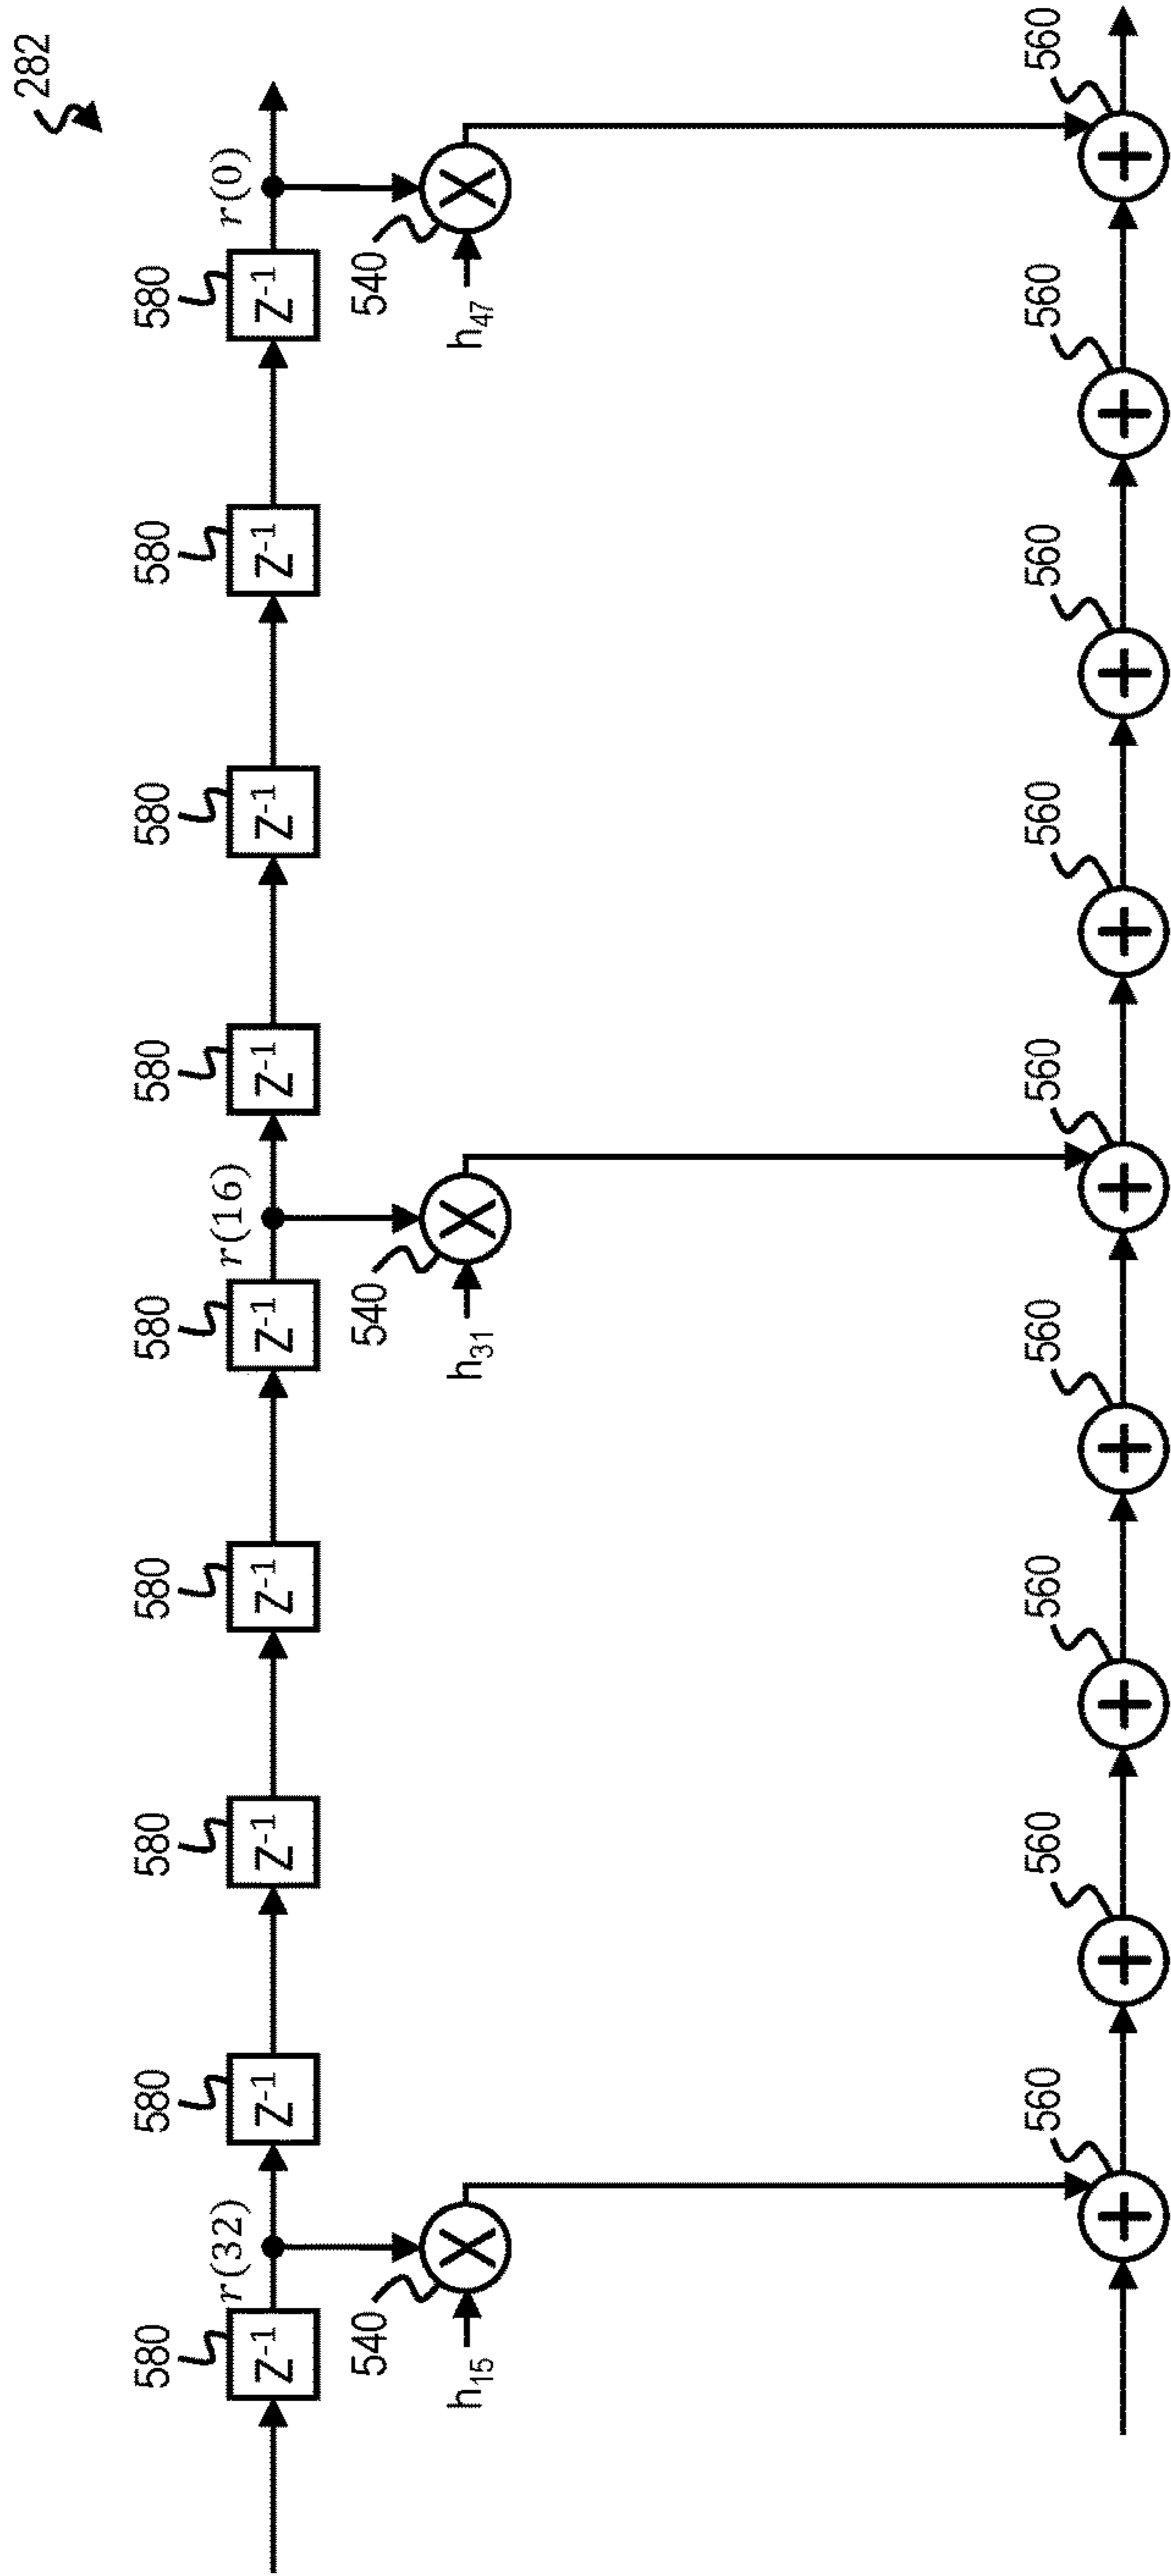 282
580 580 580 580 580 580 580 580 580
Z⁻¹ r(32) Z⁻¹ Z⁻¹ Z⁻¹ Z⁻¹ r(16) Z⁻¹ Z⁻¹ Z⁻¹ Z⁻¹ r(0)
540 540 540
X X X
h₁₅ h₃₁ h₄₇
560 560 560 560 560 560 560 560 560
+ + + + + + + + +